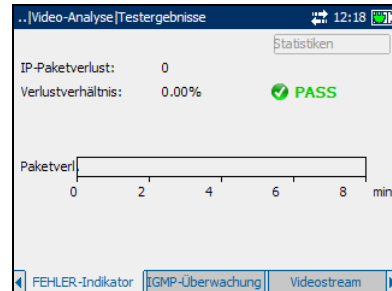 ..|Video-Analyse|Testergebnisse 12:18
Statistiken
IP-Paketverlust: 0
Verlustverhältnis: 0.00% PASS
Paketverl.
0 2 4 6 8 min
FEHLER-Indikator IGMP-Überwachung Videostream